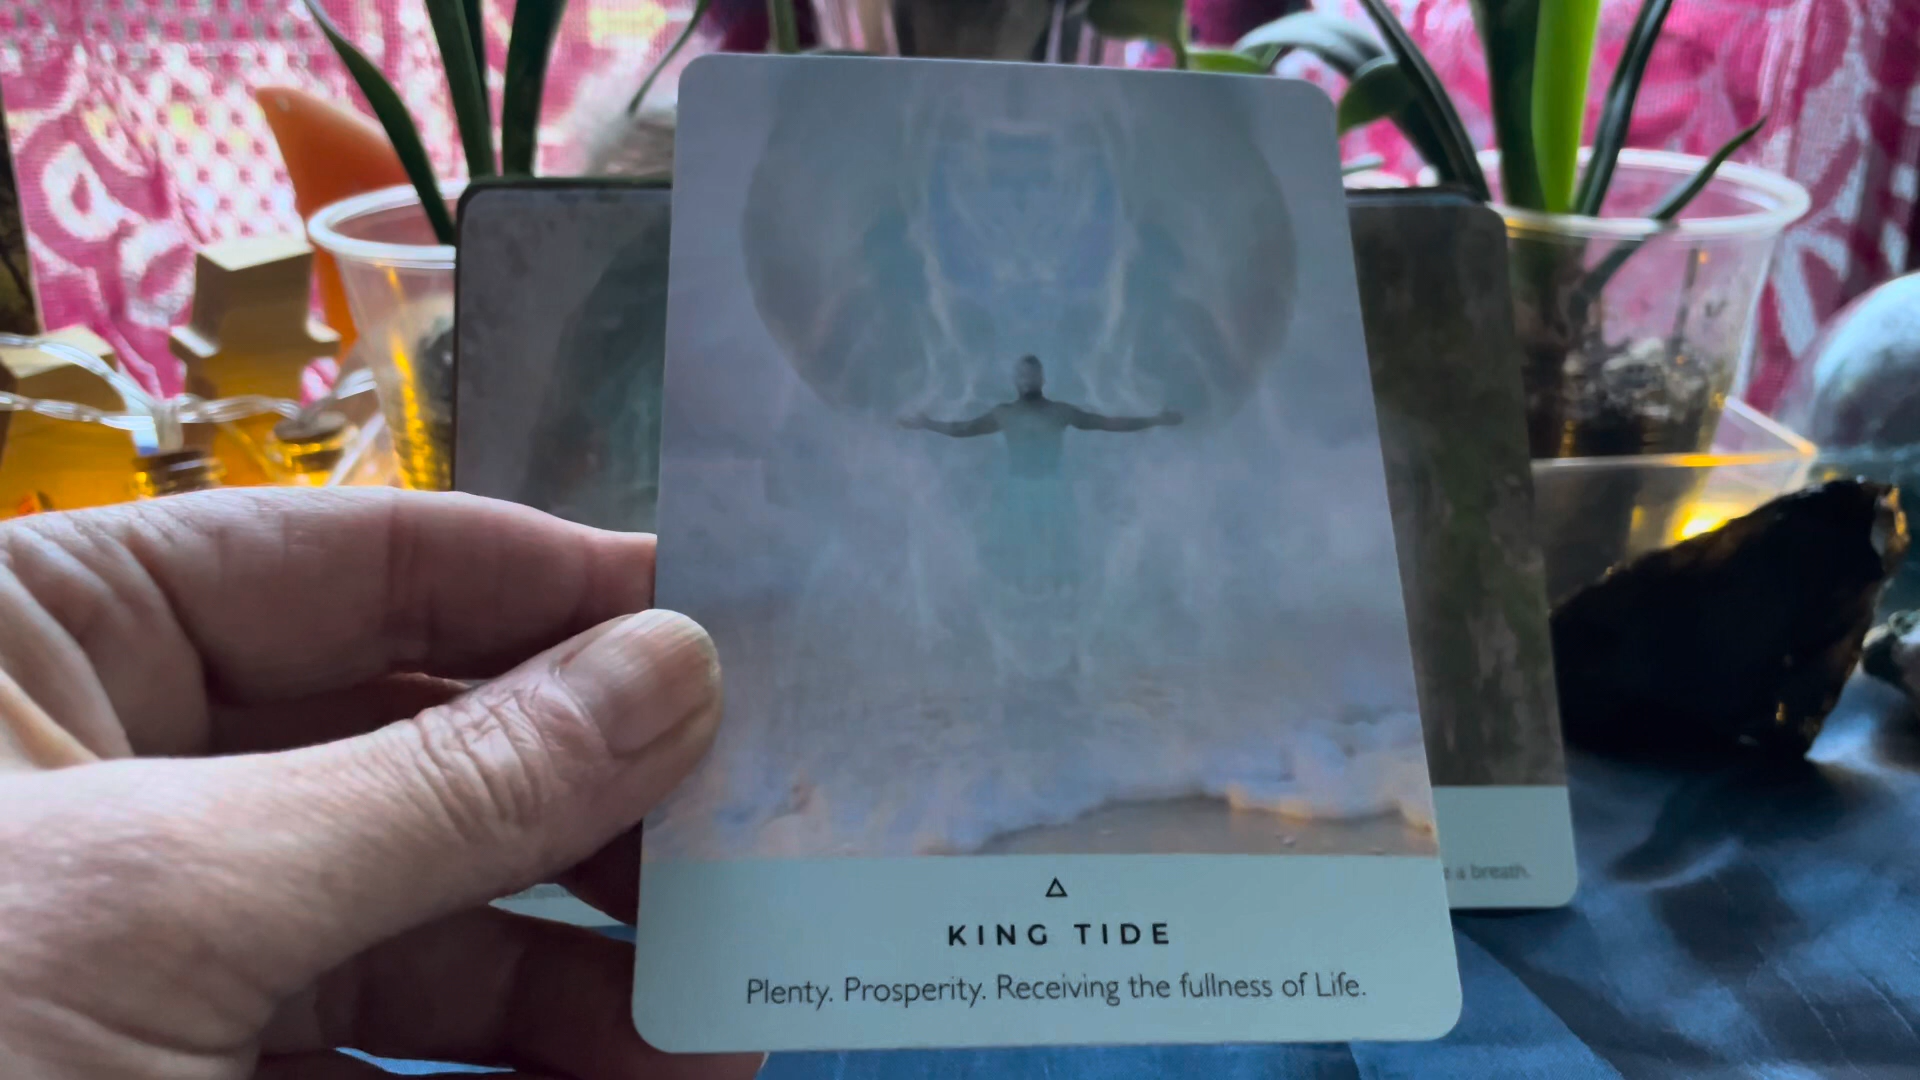 KING TIDE
Plenty. Prosperity. Receiving the fullness of Life.
a breath.